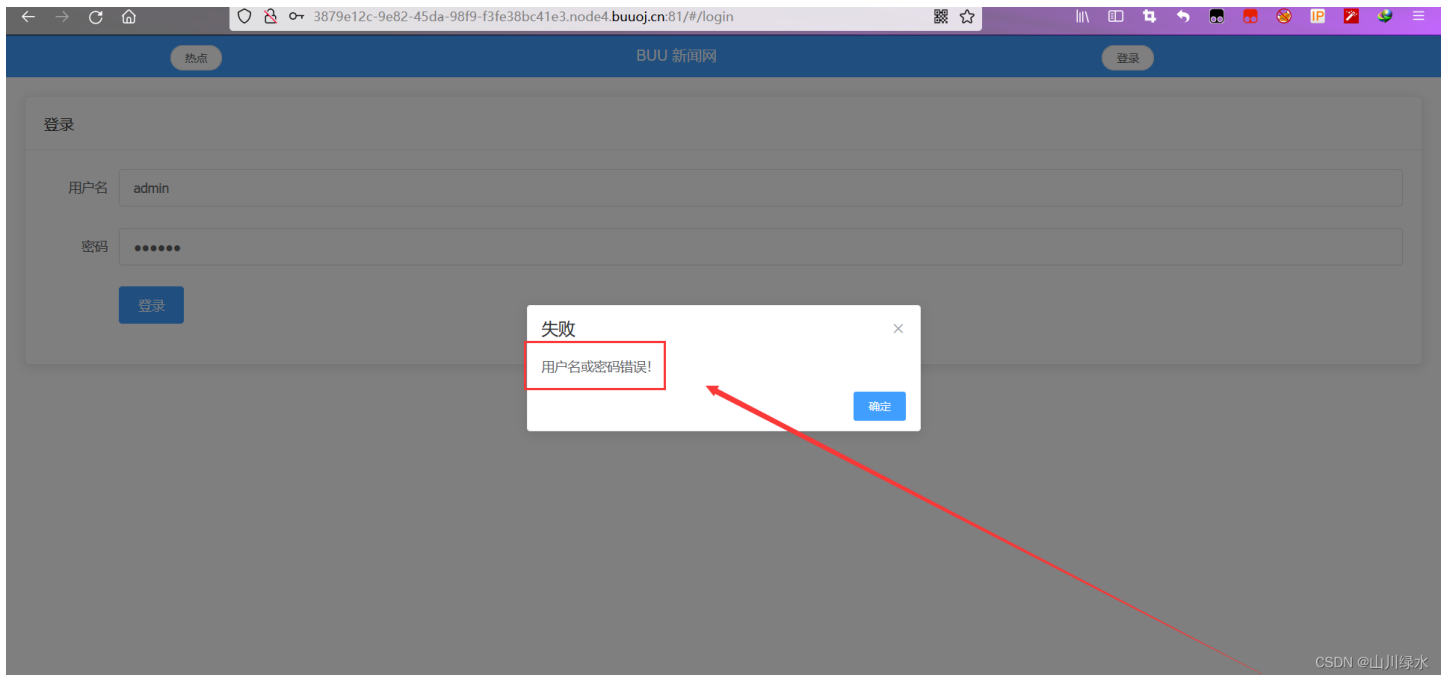 3879e12c-9e82-45da-98f9-f3fe38bc41e3.node4.buuoj.cn:81/#/login
IP
热点
BUU 新闻网
登录
登录
用户名
admin
密码
登录
失败
用户名或密码错误!
确定
CSDN @山川绿水